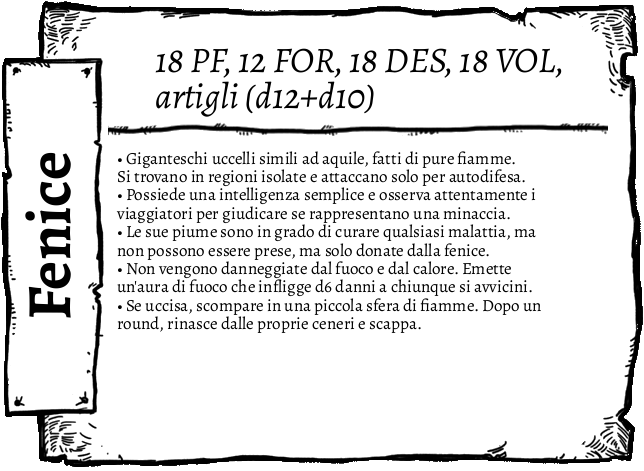 Fenice
18 PF, 12 FOR, 18 DES, 18 VOL,
artigli (d12+d10)
• Giganteschi uccelli simili ad aquile, fatti di pure fiamme.
Si trovano in regioni isolate e attaccano solo per autodifesa.
• Possiede una intelligenza semplice e osserva attentamente i
viaggiatori per giudicare se rappresentano una minaccia.
• Le sue piume sono in grado di curare qualsiasi malattia, ma
non possono essere prese, ma solo donate dalla fenice.
• Non vengono danneggiate dal fuoco e dal calore. Emette
un'aura di fuoco che infligge d6 danni a chiunque si avvicini.
• Se uccisa, scompare in una piccola sfera di fiamme. Dopo un
round, rinasce dalle proprie ceneri e scappa.